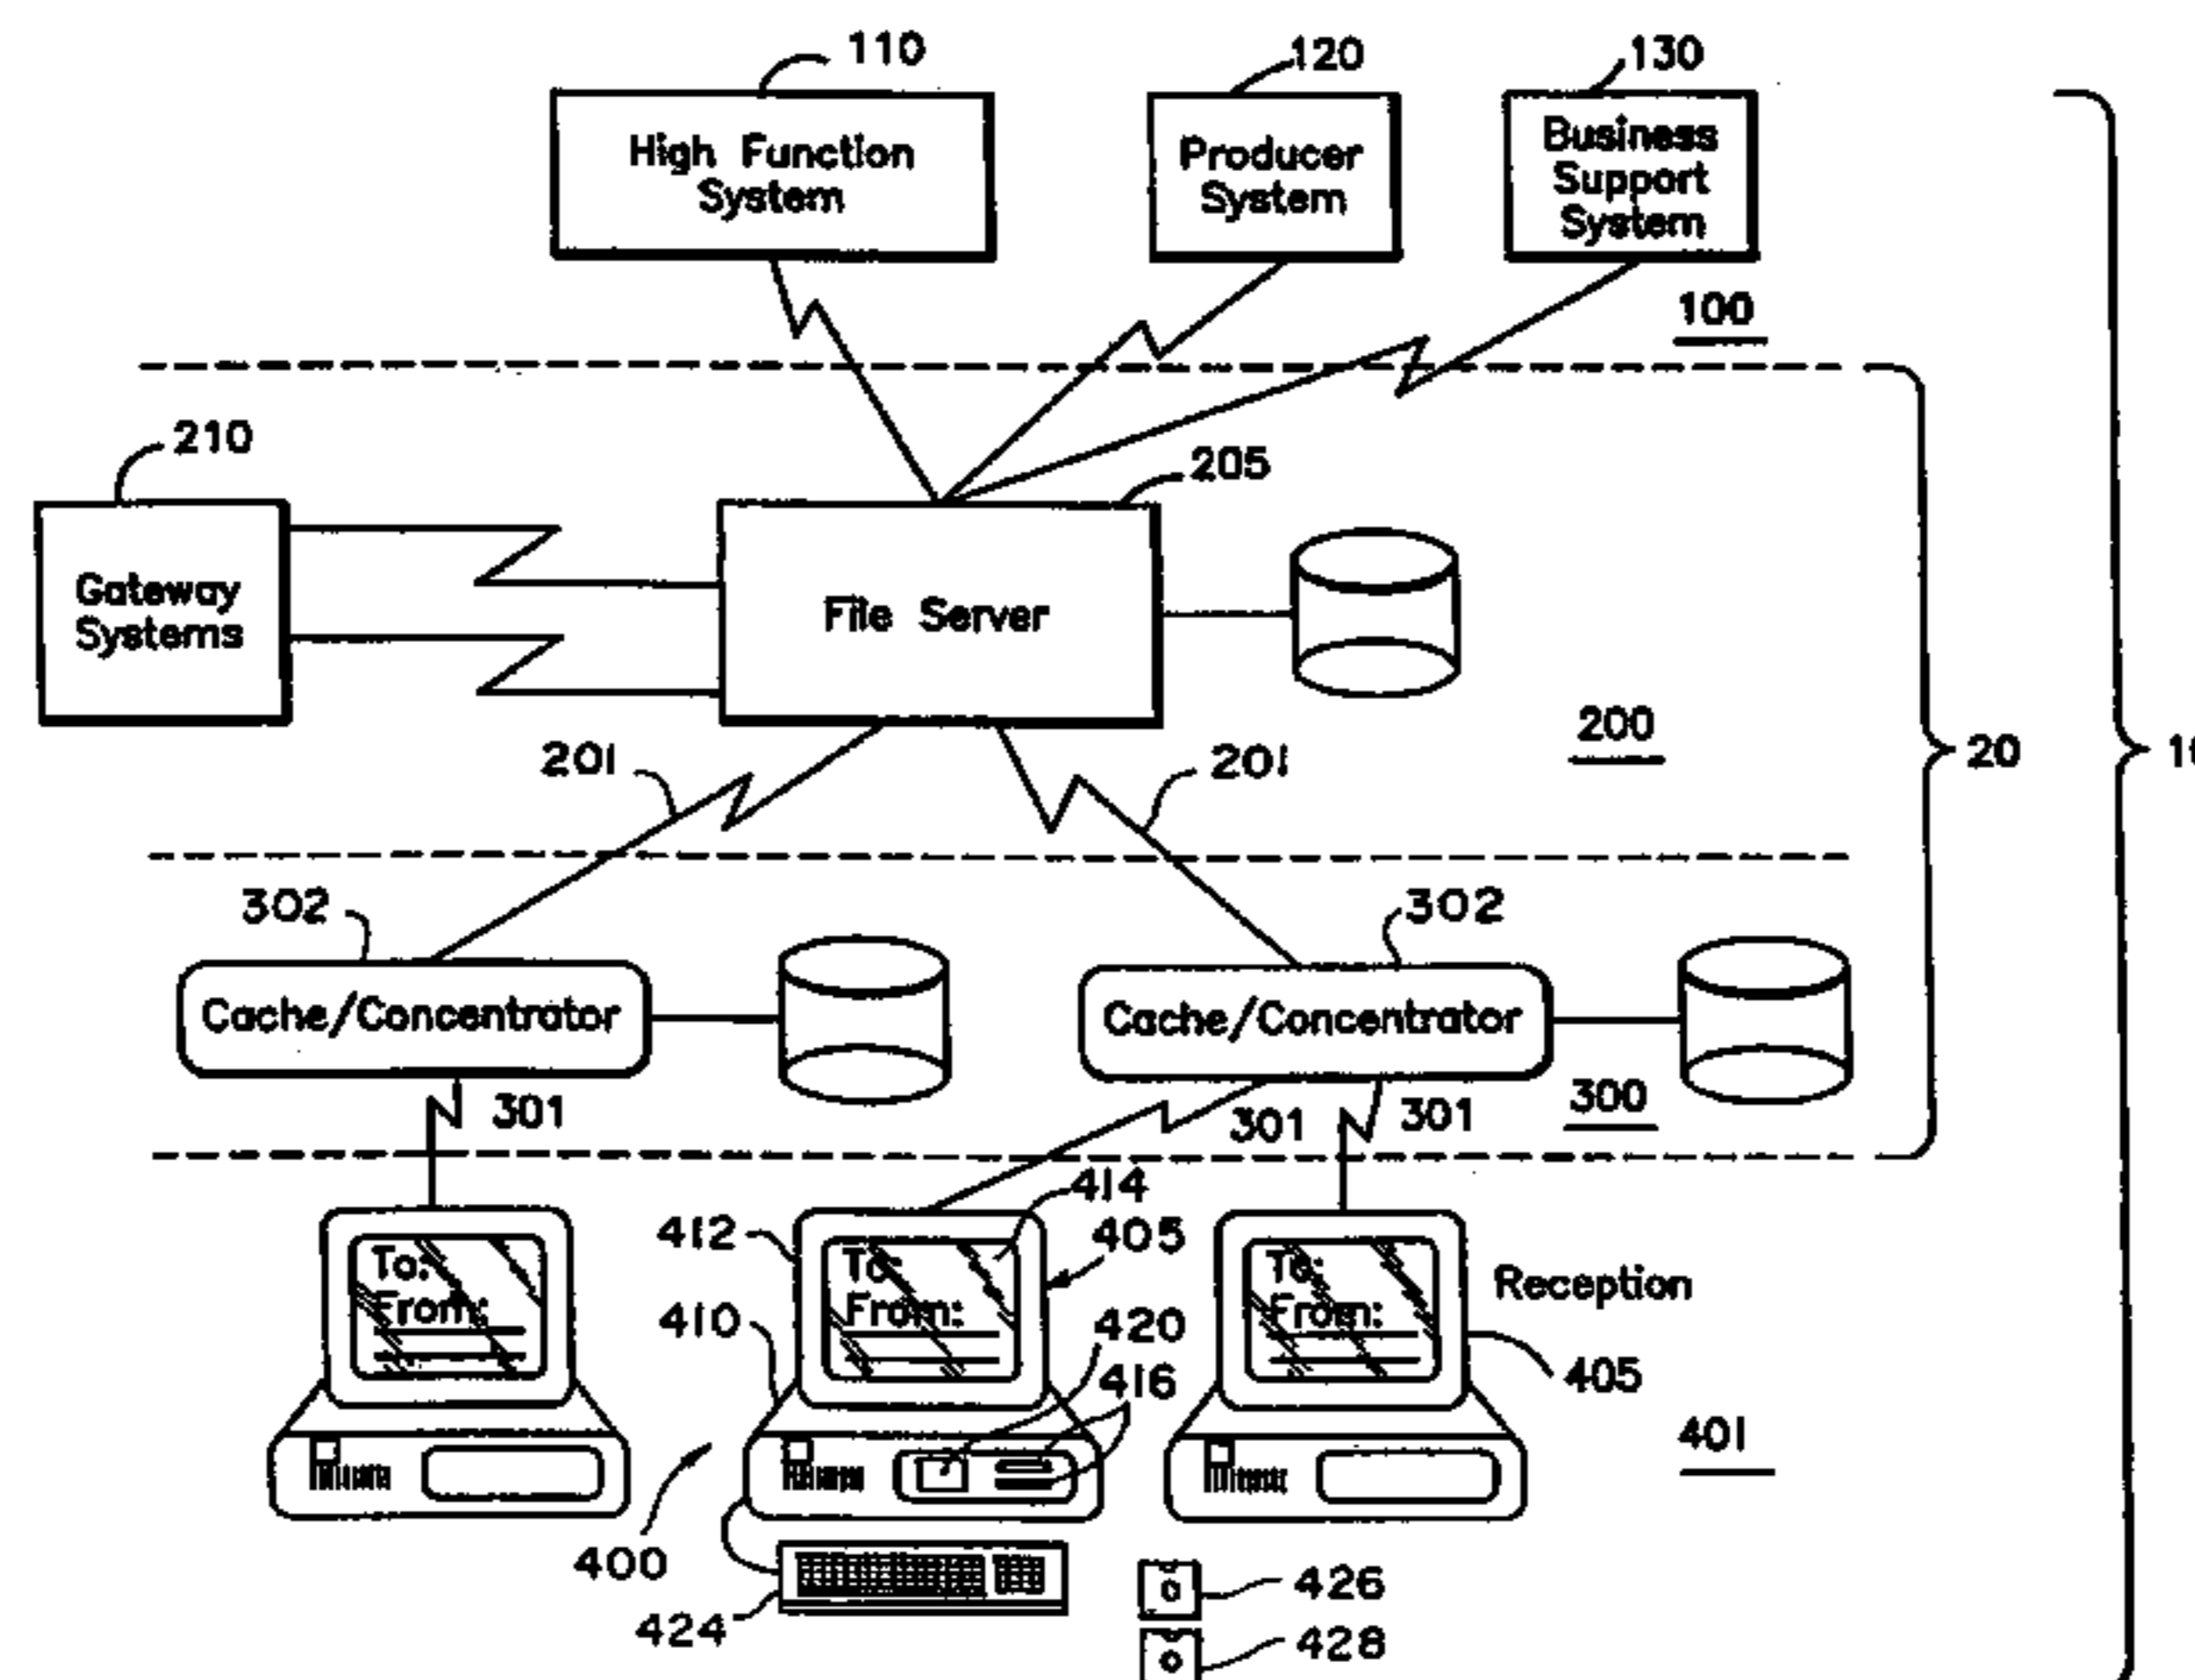 110
120
130
High Function
System
Producer
System
Business
Support
System
100
210
205
Gateway
Systems
File Server
200
20
201
201
302
302
Cache/Concentrator
Cache/Concentrator
301
301
301
300
414
412
405
To:
From:
To:
From:
To:
From:
Reception
410
420
416
405
401
400
424
426
428